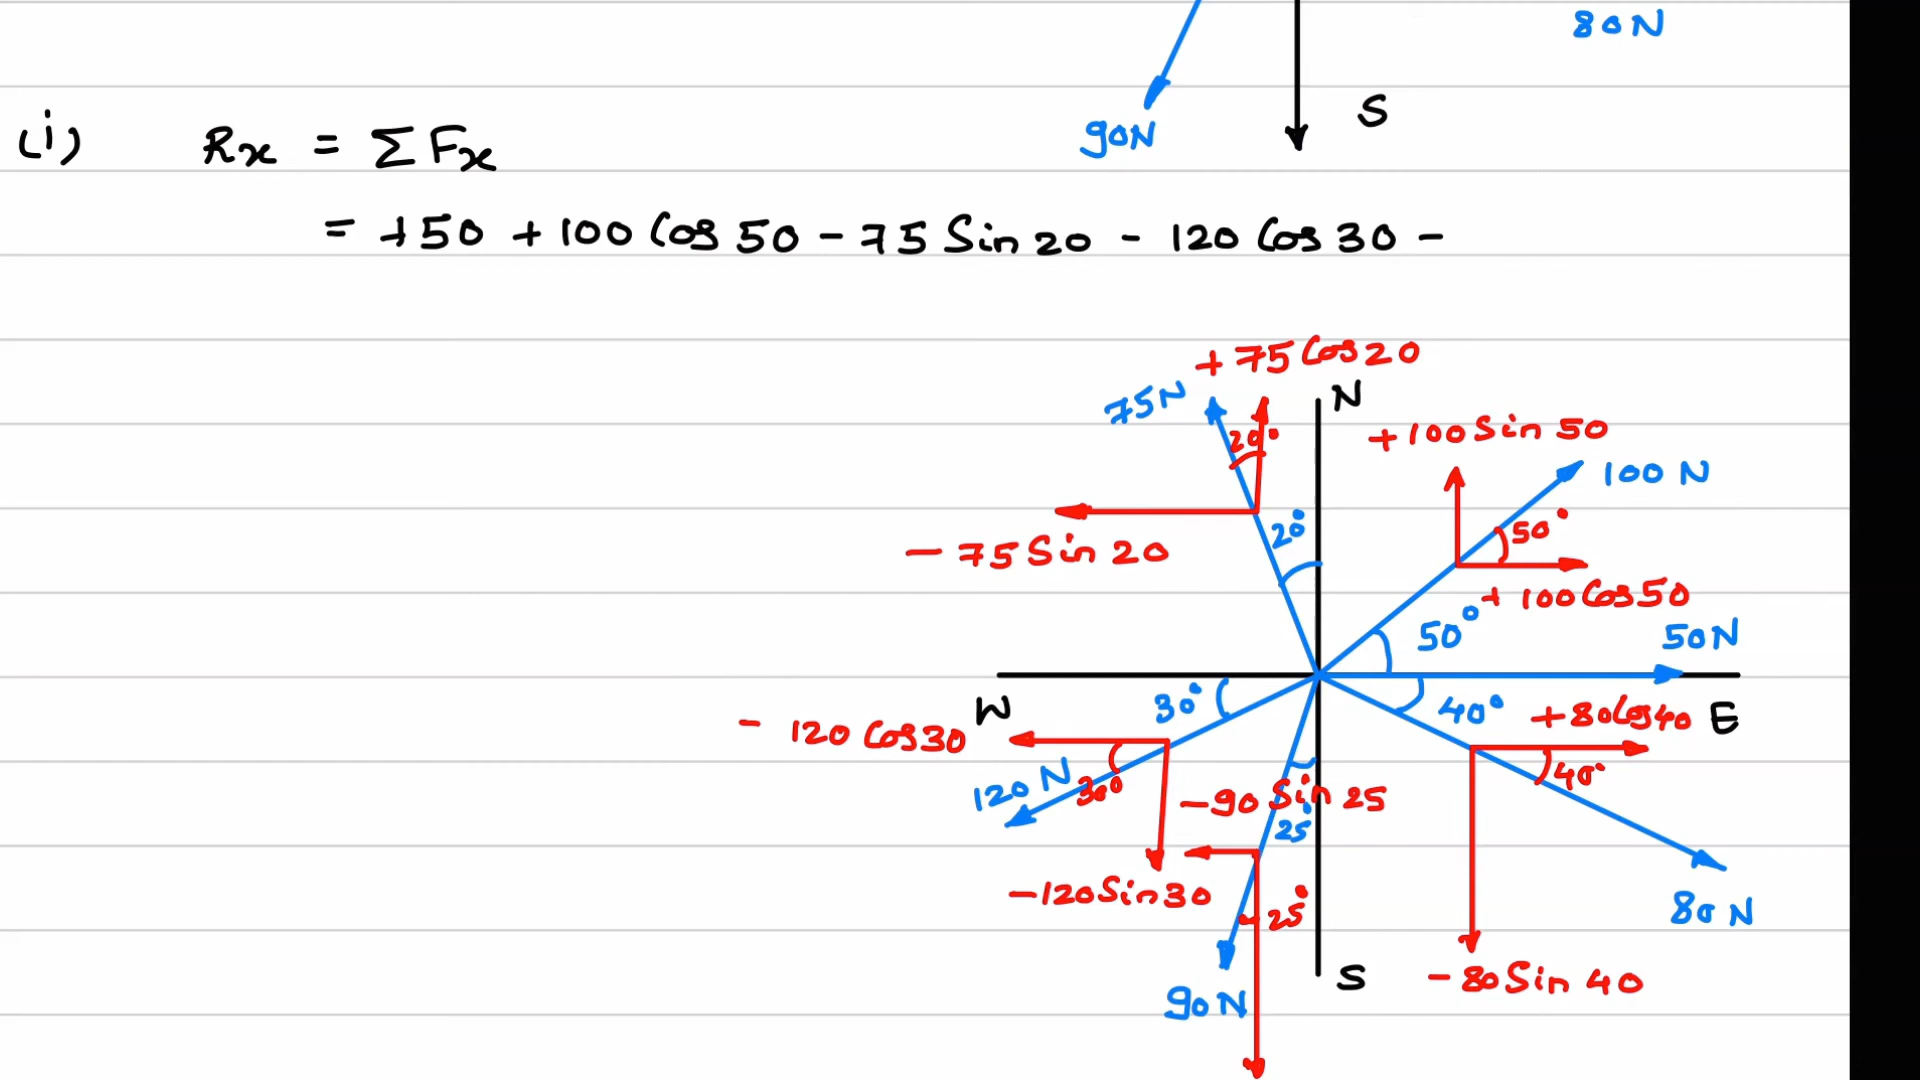 80N
S
90N
(i) Rx = ΣFx
= +50 + 100 Cos 50 - 75 Sin 20 - 120 Cos 30 -
+ 75 Cos 20
75N
N
20°
+ 100 Sin 50
100 N
50°
- 75 Sin 20
20°
+ 100 Cos 50
50°
50N
30°
W
40°
+ 80 Cos 40
E
- 120 Cos 30
120 N
30°
40°
- 90 Sin 25
25°
- 120 Sin 30
25°
80 N
90 N
S
- 80 Sin 40